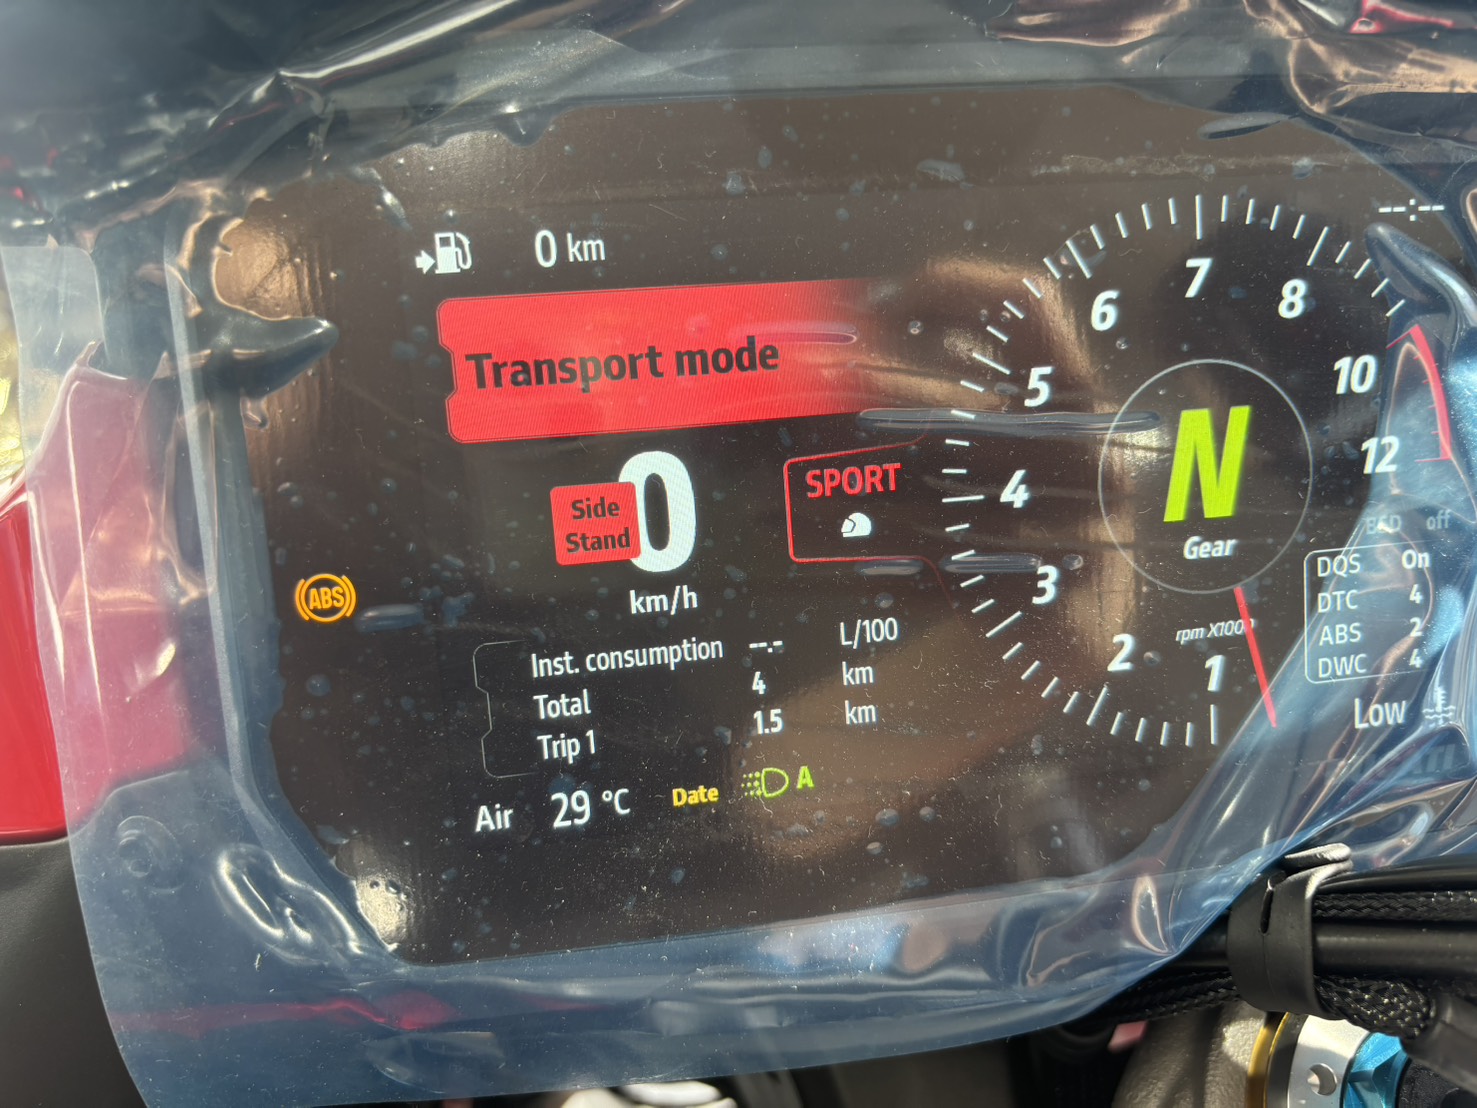 0 km
--:--
Transport mode
Side
Stand
0
km/h
SPORT
ABS
Inst. consumption --.- L/100
Total 4 km
Trip 1 1.5 km
Air 29 °C
Date
A
1
2
3
4
5
6
7
8
10
12
N
Gear
rpm X1000
off
DQS On
DTC 4
ABS 2
DWC 4
Low